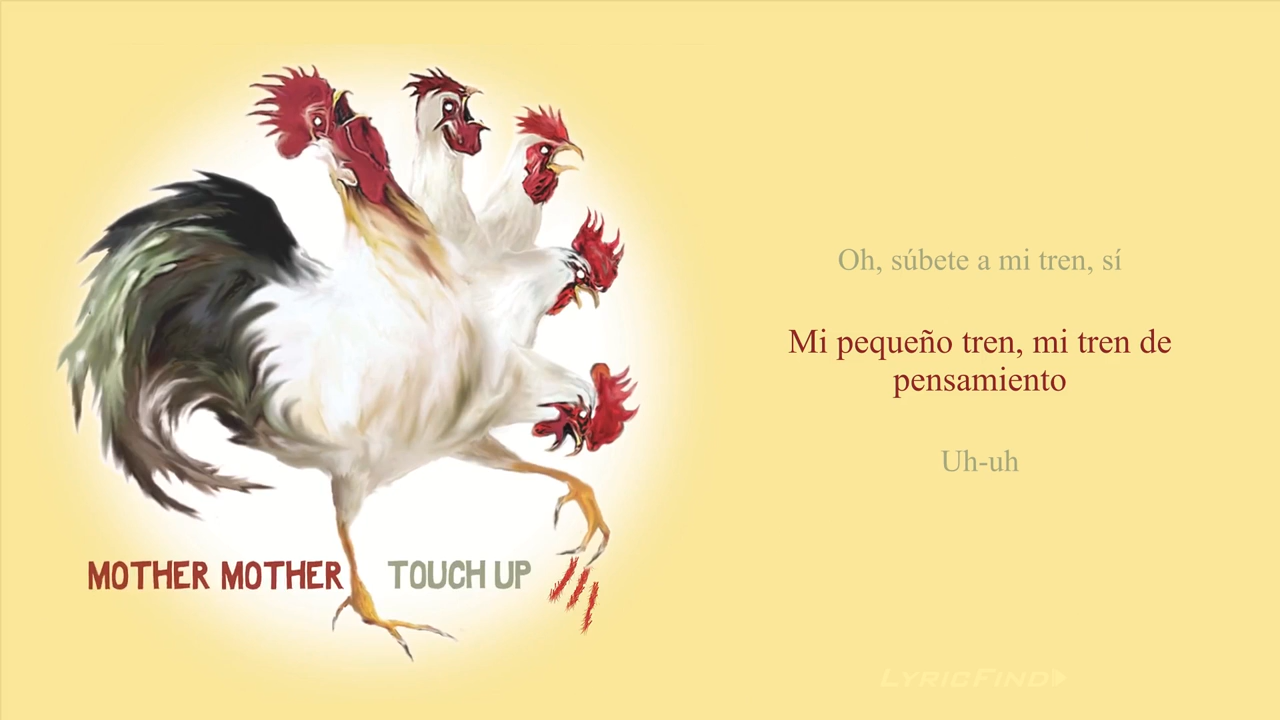 Oh, súbete a mi tren, sí
Mi pequeño tren, mi tren de
pensamiento
Uh-uh
MOTHER MOTHER TOUCH UP
LYRICFIND